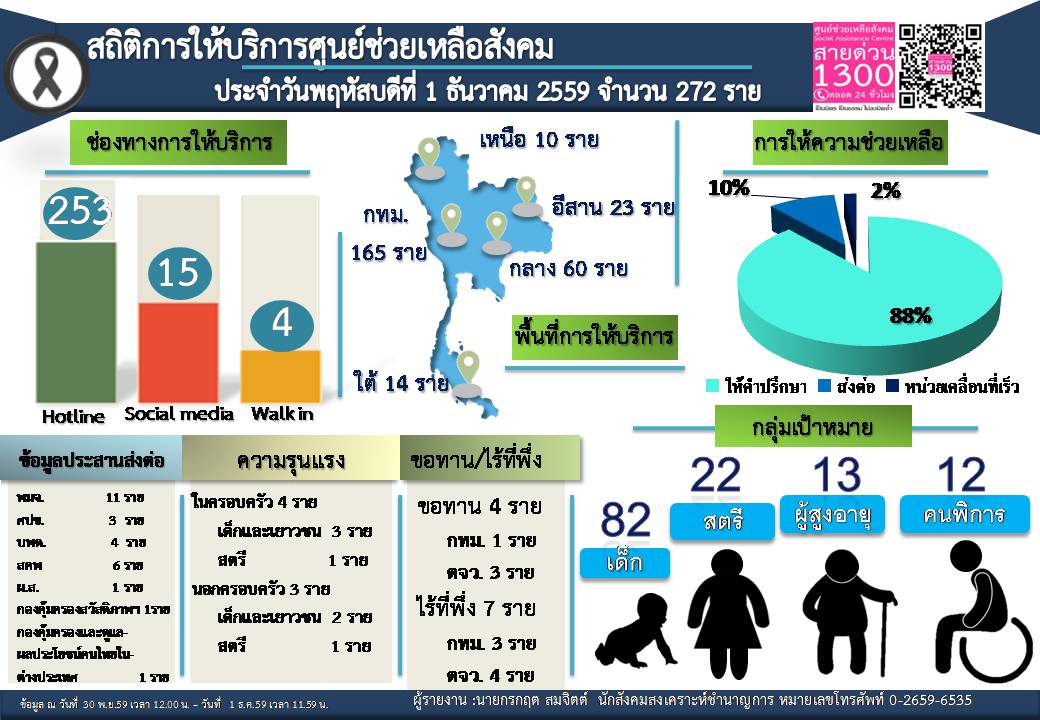 สถิติการให้บริการศูนย์ช่วยเหลือสังคม
ประจำวันพฤหัสบดีที่ 1 ธันวาคม 2559 จำนวน 272 ราย
ศูนย์ช่วยเหลือสังคม
Social Assistance Centre
สายด่วน
1300
ตลอด 24 ชั่วโมง
1300
ช่องทางการให้บริการ
253
15
4
Hotline
Social media
Walk in
เหนือ 10 ราย
กทม.
165 ราย
อีสาน 23 ราย
กลาง 60 ราย
ใต้ 14 ราย
พื้นที่การให้บริการ
การให้ความช่วยเหลือ
10%
2%
88%
ให้คำปรึกษา
ส่งต่อ
หน่วยเคลื่อนที่เร็ว
ข้อมูลประสานส่งต่อ
พมจ. 11 ราย
ศปข. 3 ราย
บพด. 4 ราย
สคพ 6 ราย
ผ.ส. 1 ราย
กองคุ้มครองสวัสดิภาพฯ 1ราย
กองคุ้มครองและดูแล-
ผลประโยชน์คนไทยใน-
ต่างประเทศ 1 ราย
ความรุนแรง
ในครอบครัว 4 ราย
เด็กและเยาวชน 3 ราย
สตรี 1 ราย
นอกครอบครัว 3 ราย
เด็กและเยาวชน 2 ราย
สตรี 1 ราย
ขอทาน/ไร้ที่พึ่ง
ขอทาน 4 ราย
กทม. 1 ราย
ตจว. 3 ราย
ไร้ที่พึ่ง 7 ราย
กทม. 3 ราย
ตจว. 4 ราย
กลุ่มเป้าหมาย
82
เด็ก
22
สตรี
13
ผู้สูงอายุ
12
คนพิการ
ข้อมูล ณ วันที่ 30 พ.ย.59 เวลา 12.00 น. – วันที่ 1 ธ.ค.59 เวลา 11.59 น.
ผู้รายงาน :นายกรกฤต สมจิตต์ นักสังคมสงเคราะห์ชำนาญการ หมายเลขโทรศัพท์ 0-2659-6535